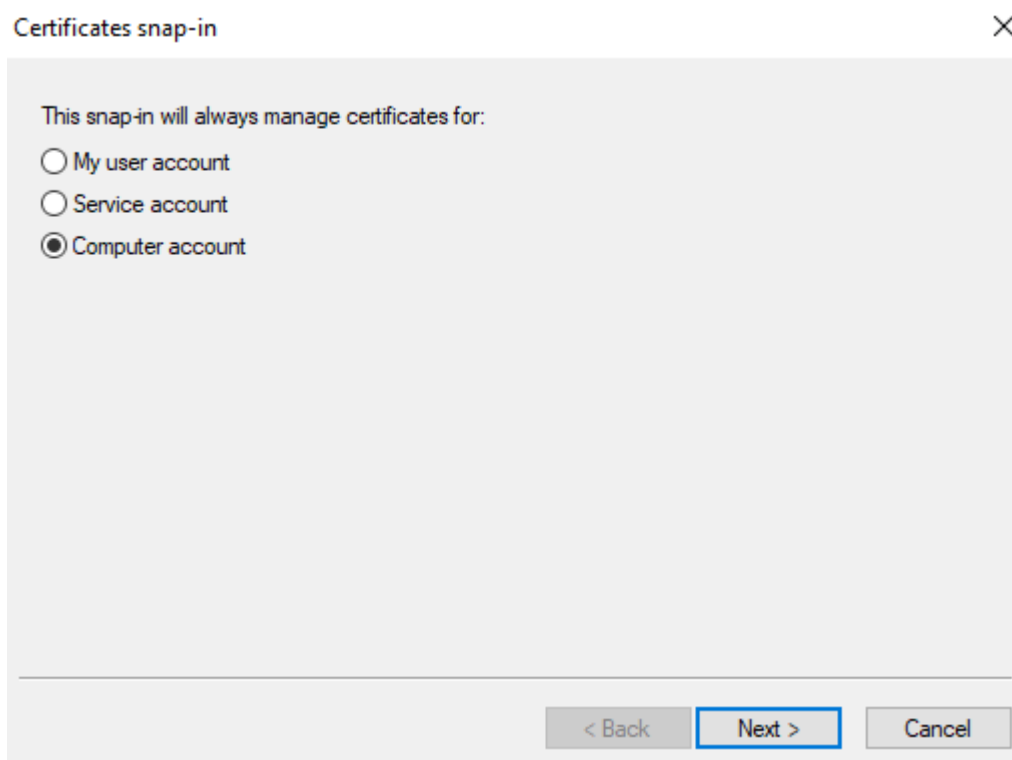 Certificates snap-in
This snap-in will always manage certificates for:
My user account
Service account
Computer account
< Back
Next >
Cancel